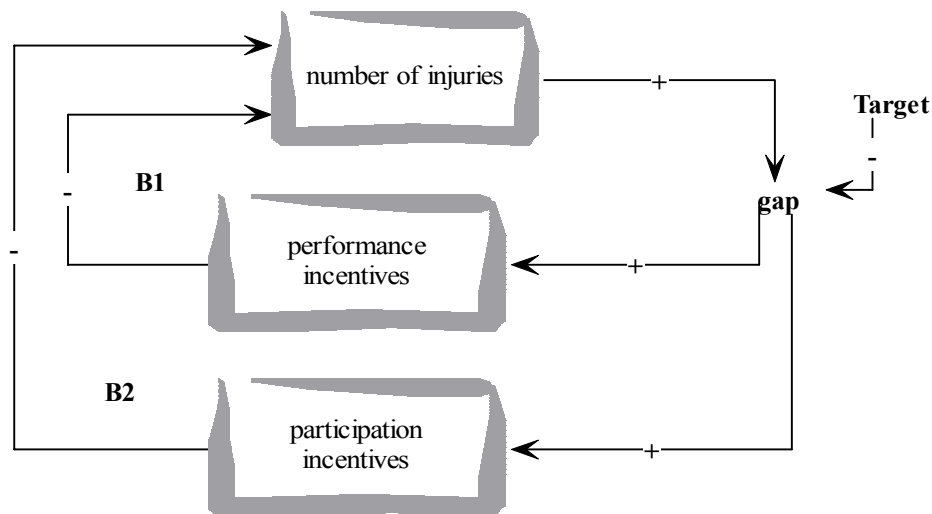 number of injuries
+
Target
-
B1
-
gap
performance
incentives
+
-
B2
participation
incentives
+